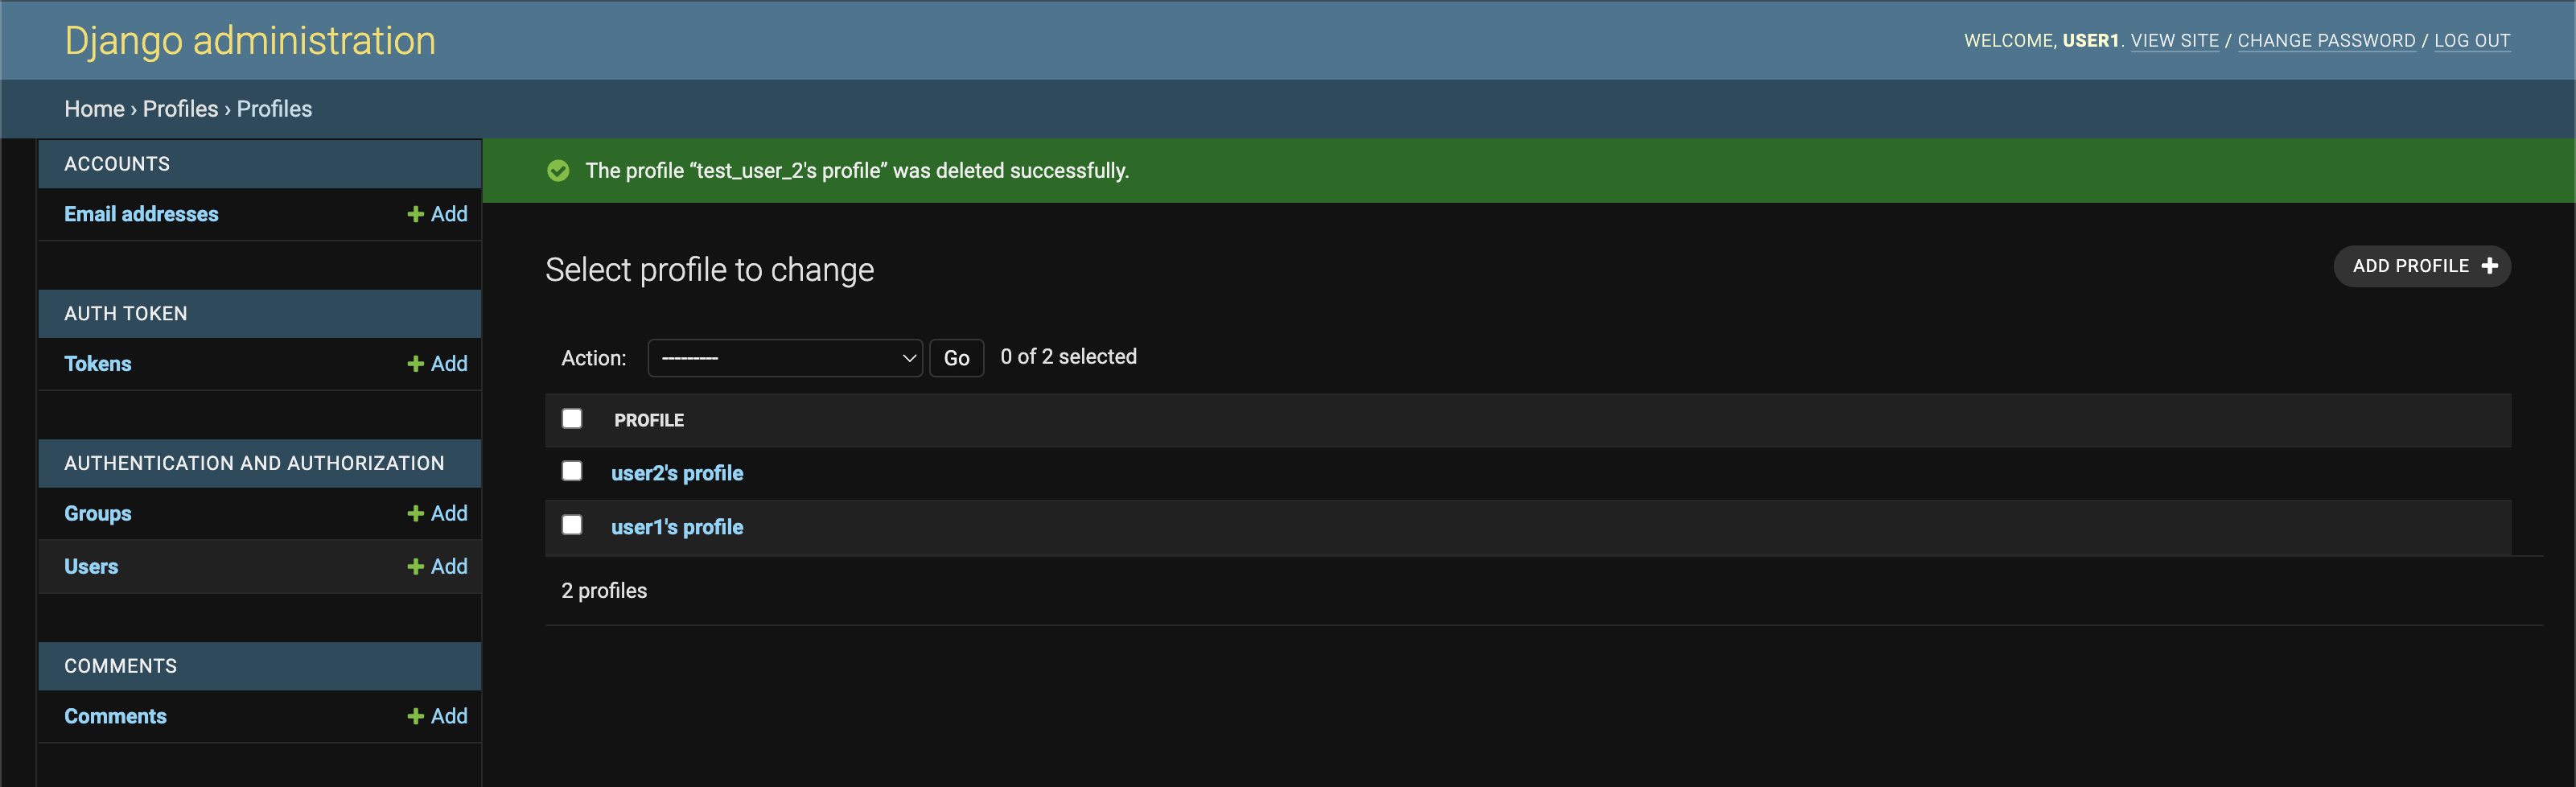 Django administration
WELCOME, USER1. VIEW SITE / CHANGE PASSWORD / LOG OUT
Home › Profiles › Profiles
ACCOUNTS
Email addresses
Add
AUTH TOKEN
Tokens
Add
AUTHENTICATION AND AUTHORIZATION
Groups
Add
Users
Add
COMMENTS
Comments
Add
The profile “test_user_2's profile” was deleted successfully.
Select profile to change
ADD PROFILE
Action: --------- Go 0 of 2 selected
PROFILE
user2's profile
user1's profile
2 profiles